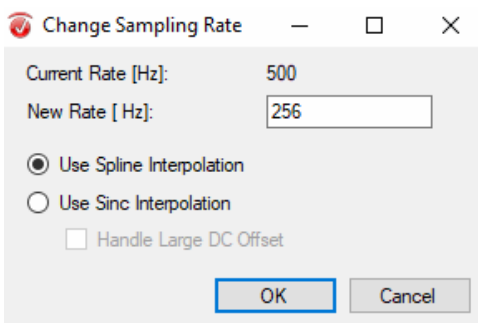 Change Sampling Rate
Current Rate [Hz]: 500
New Rate [ Hz]: 256
Use Spline Interpolation
Use Sinc Interpolation
Handle Large DC Offset
OK Cancel